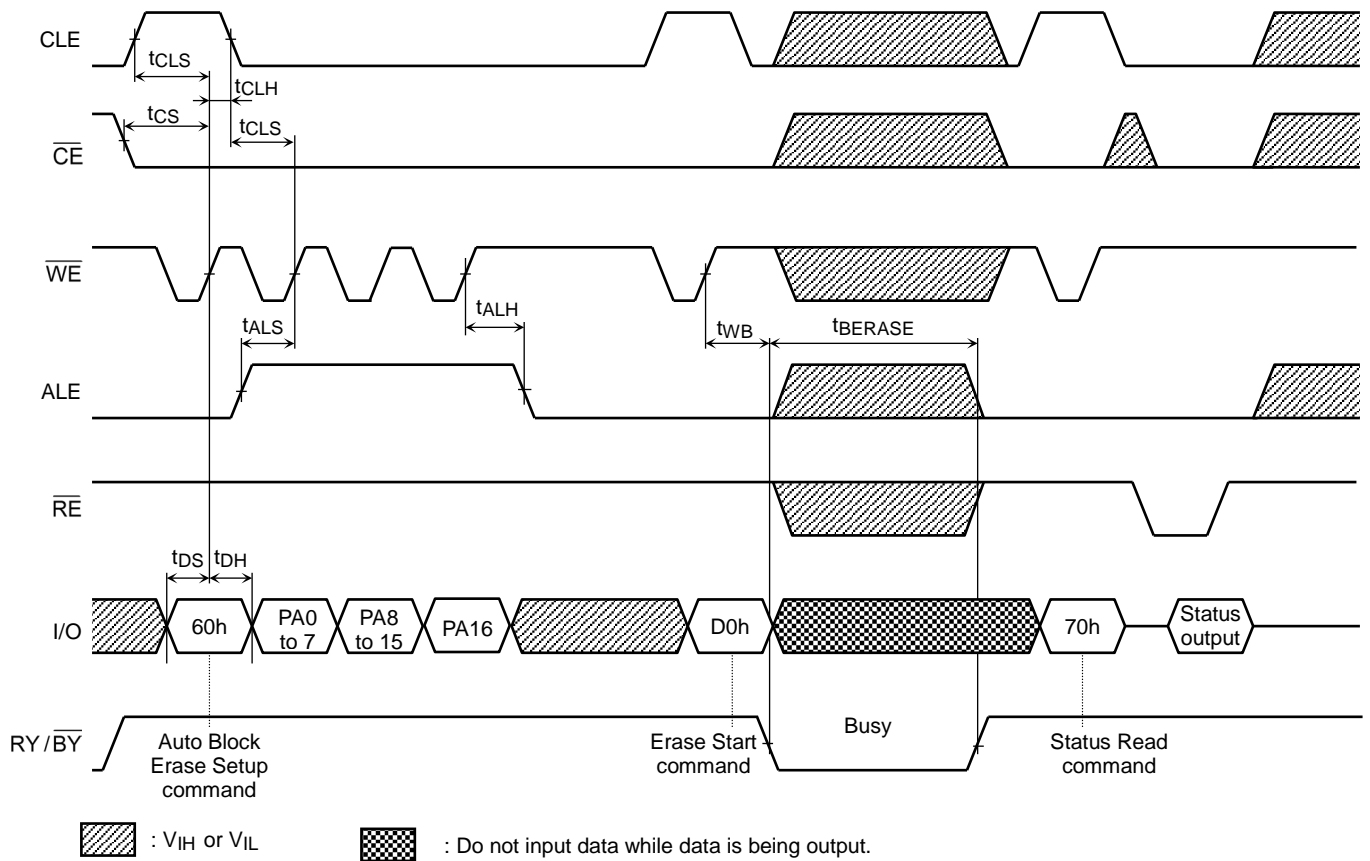 CLE
tCLS
tCLH
tCS
tCLS
CE
WE
tALS
tALH
tWB
tBERASE
ALE
RE
tDS
tDH
I/O
60h
PA0
to 7
PA8
to 15
PA16
D0h
70h
Status
output
RY/BY
Busy
Auto Block
Erase Setup
command
Erase Start
command
Status Read
command
: VIH or VIL
: Do not input data while data is being output.